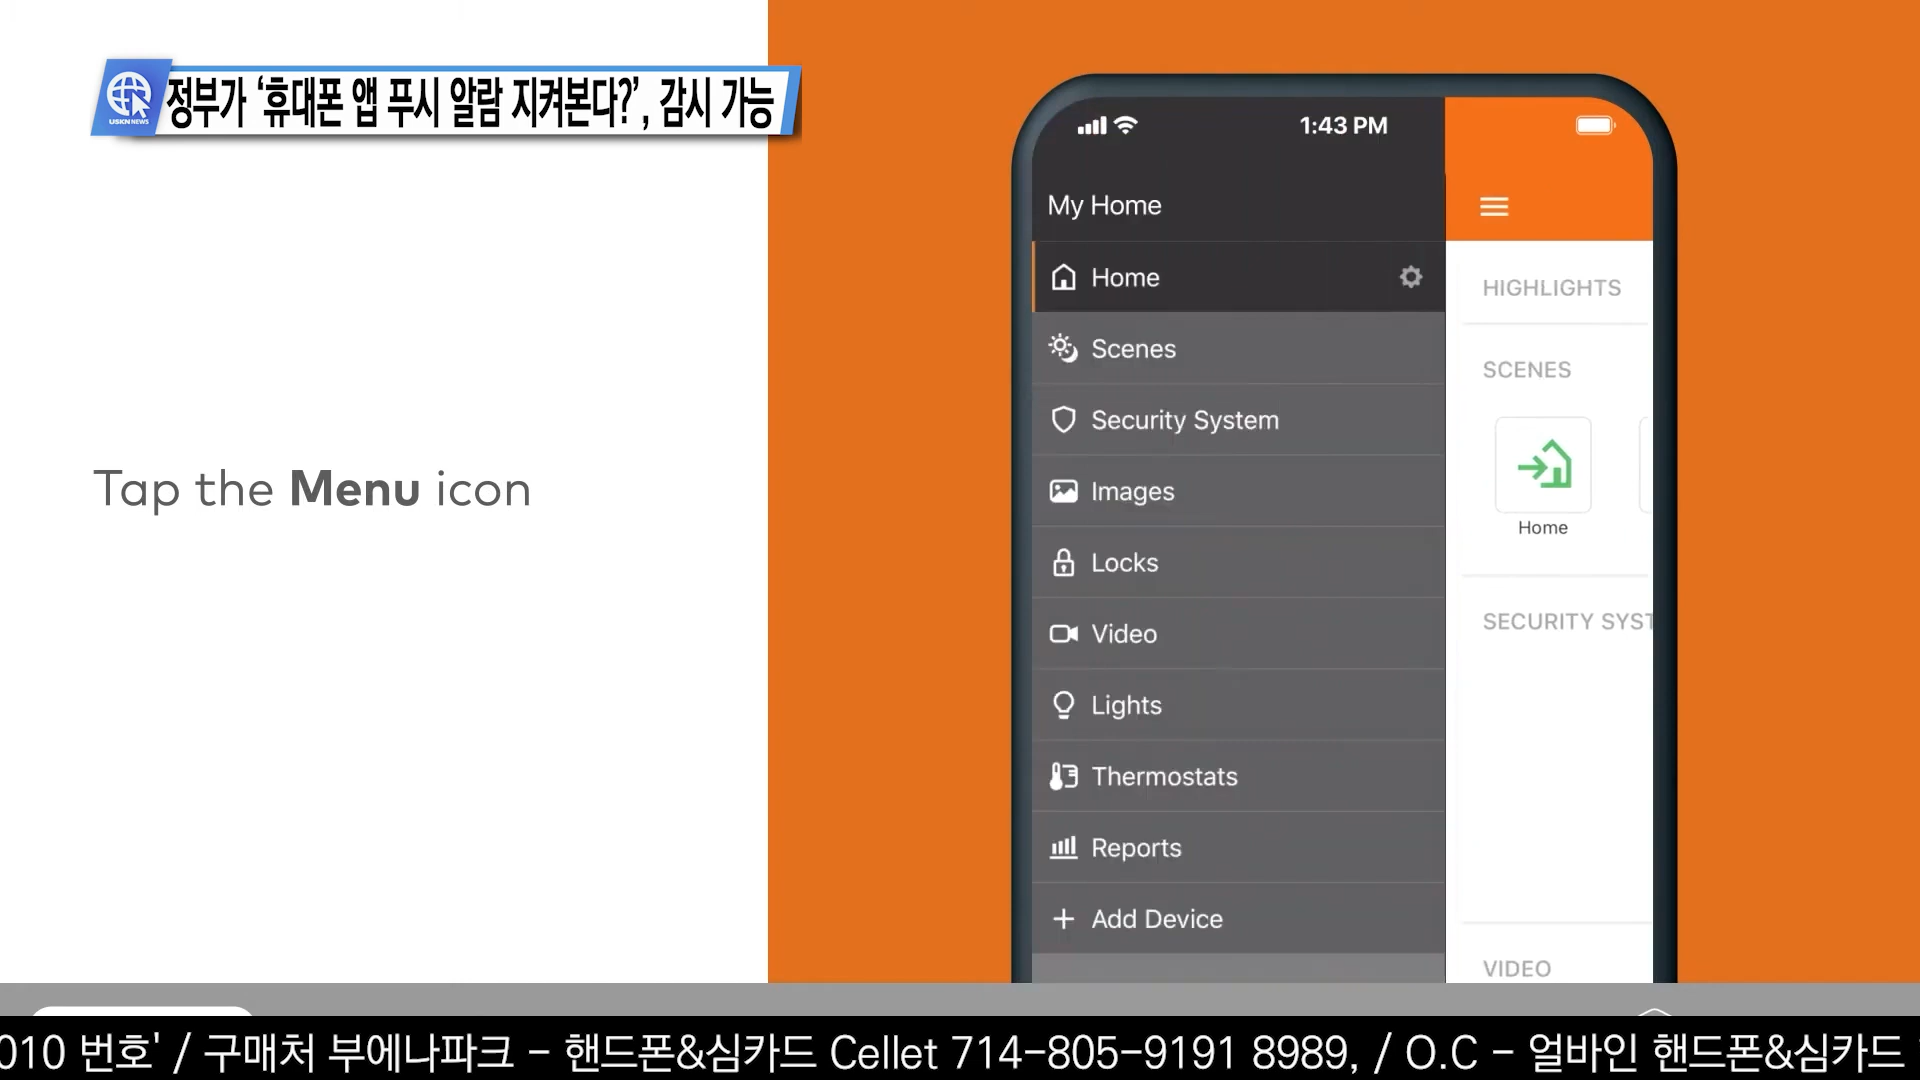 정부가 ‘휴대폰 앱 푸시 알람 지켜본다?’, 감시 가능
USKN NEWS
Tap the Menu icon
1:43 PM
My Home
Home
Scenes
Security System
Images
Locks
Video
Lights
Thermostats
Reports
Add Device
HIGHLIGHTS
SCENES
Home
SECURITY SYST
VIDEO
010 번호' / 구매처 부에나파크 - 핸드폰&심카드 Cellet 714-805-9191 8989, / O.C - 얼바인 핸드폰&심카드